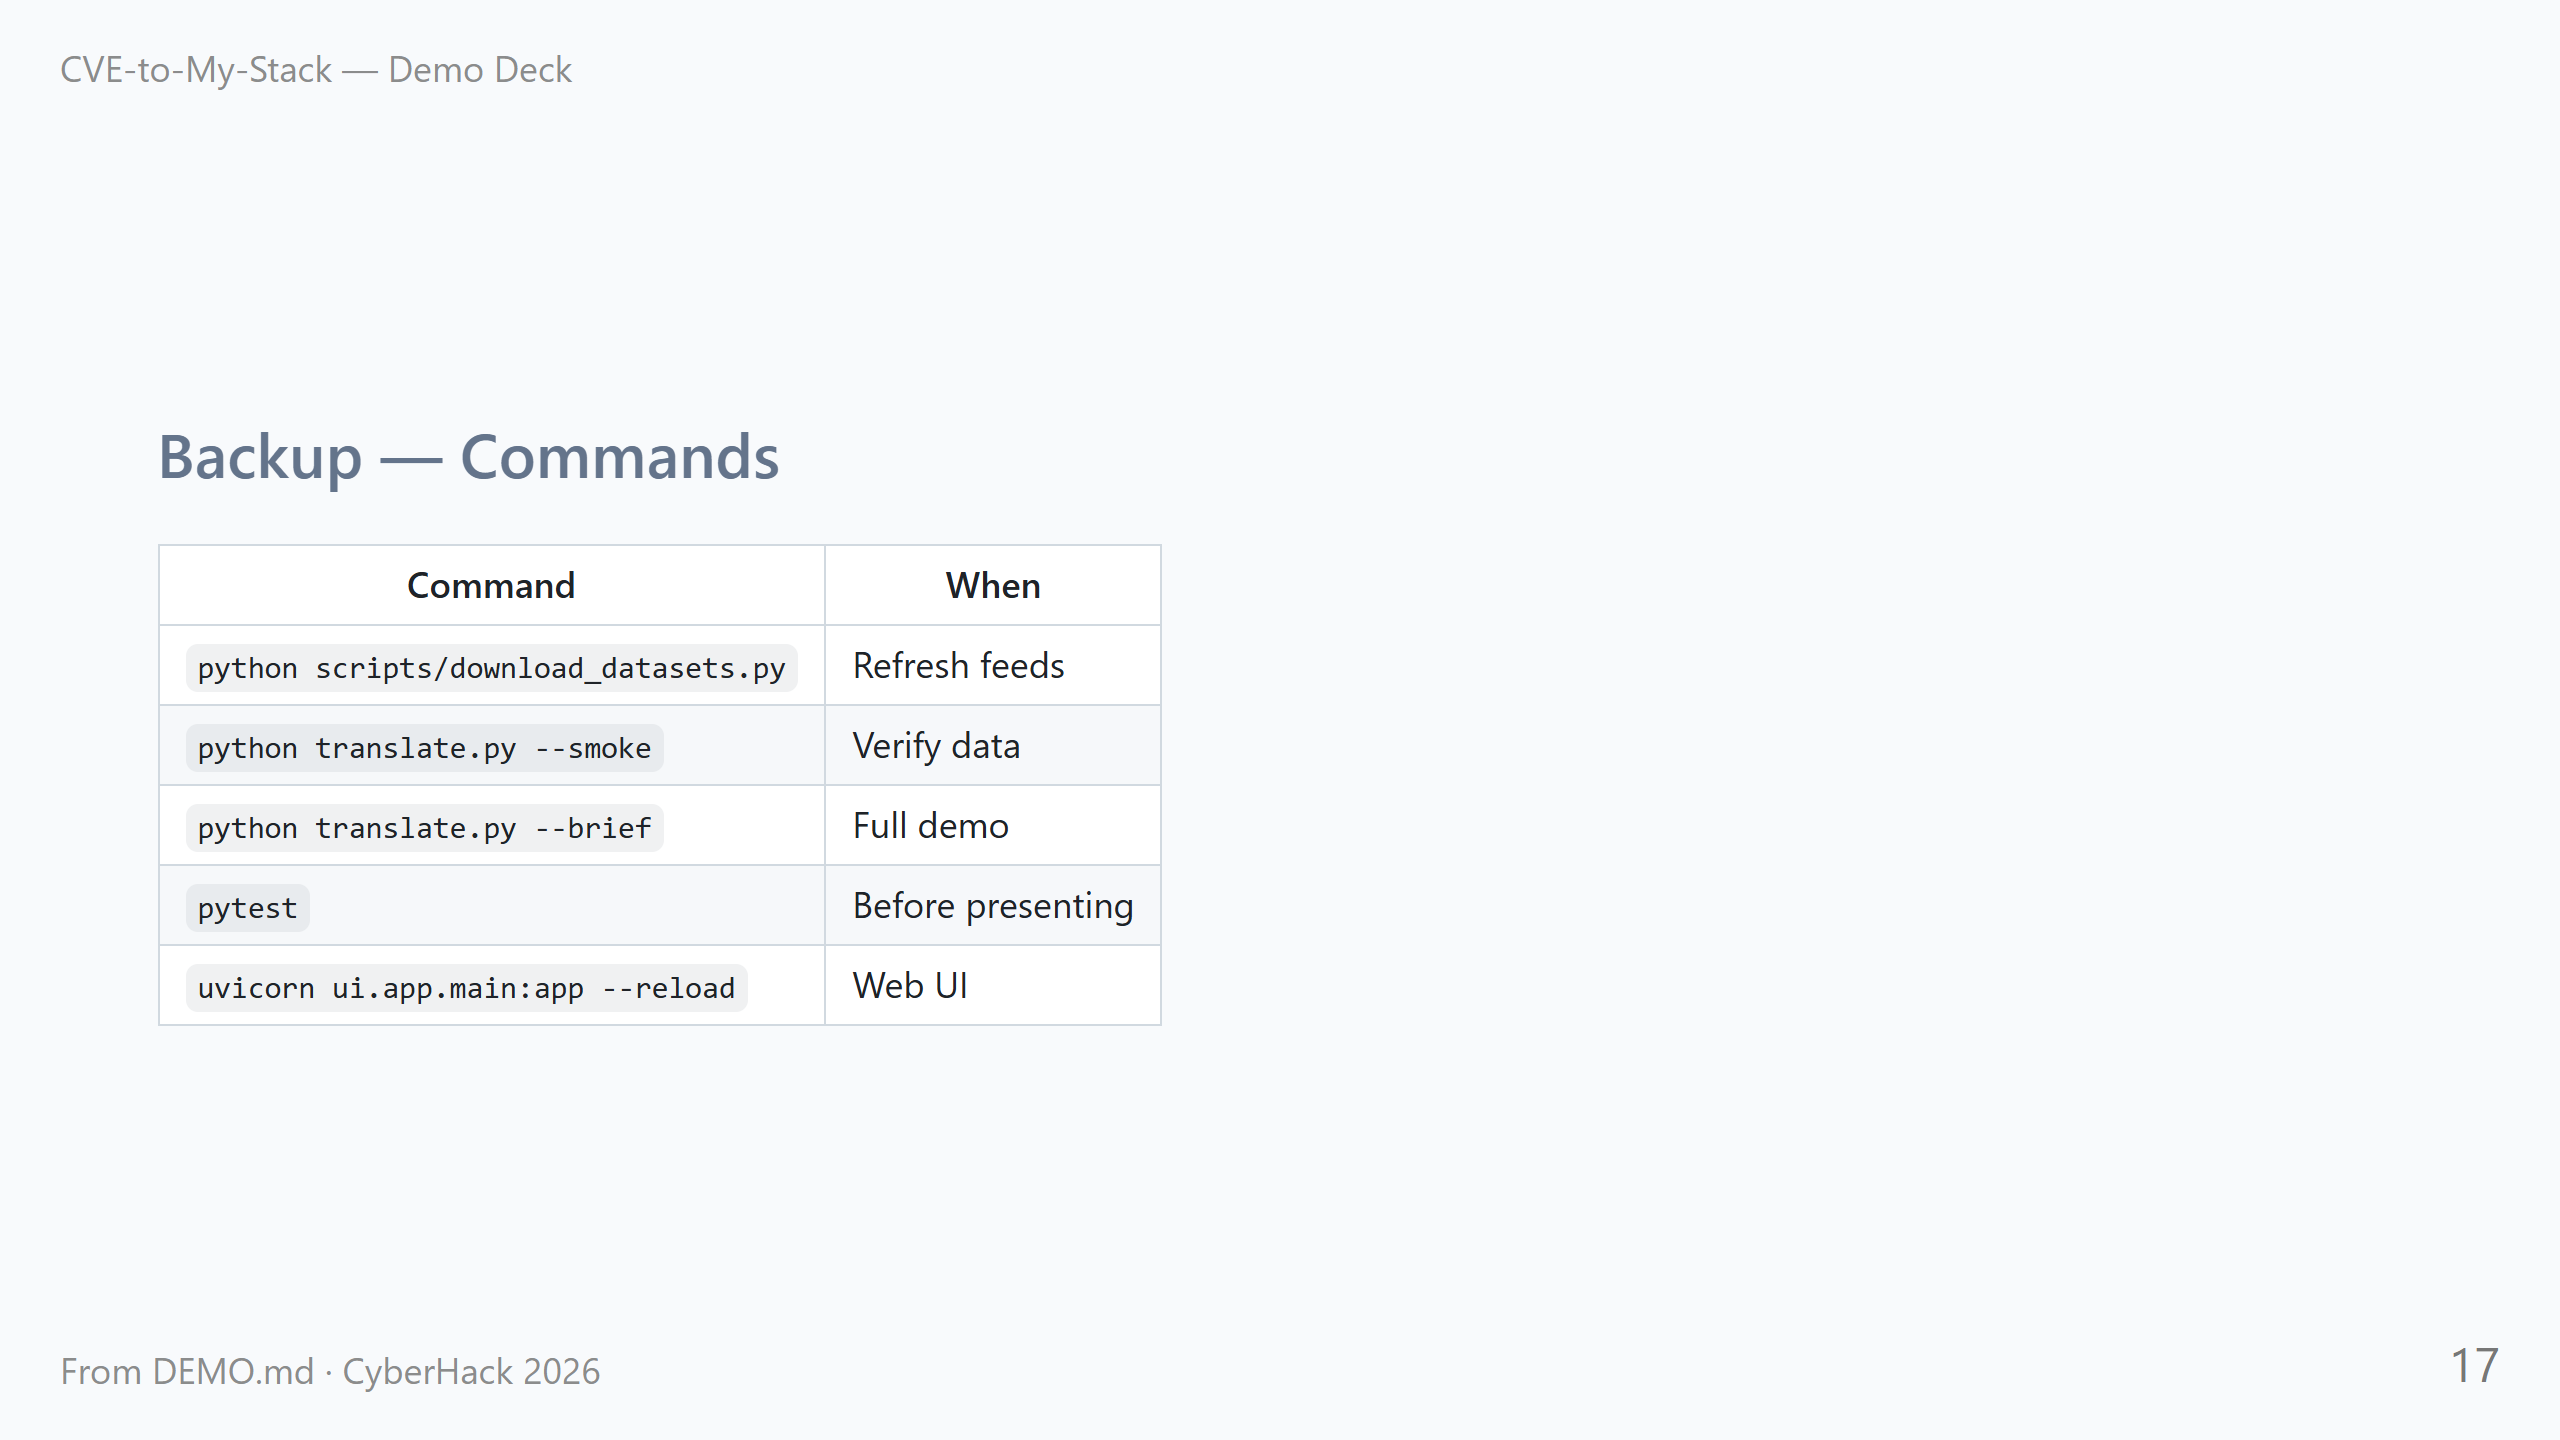 CVE-to-My-Stack — Demo Deck
Backup — Commands
Command When
python scripts/download_datasets.py Refresh feeds
python translate.py --smoke Verify data
python translate.py --brief Full demo
pytest Before presenting
uvicorn ui.app.main:app --reload Web UI
From DEMO.md · CyberHack 2026
17